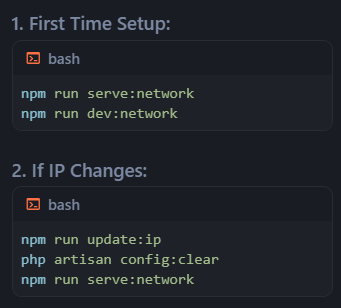 1. First Time Setup:
bash
npm run serve:network
npm run dev:network
2. If IP Changes:
bash
npm run update:ip
php artisan config:clear
npm run serve:network